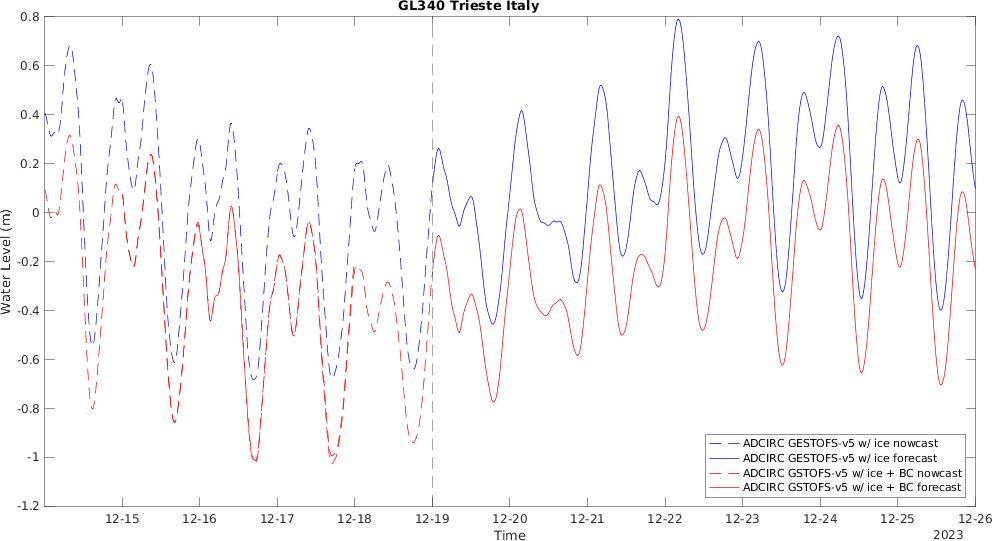 GL340 Trieste Italy
0.8
0.6
0.4
0.2
0
-0.2
-0.4
-0.6
-0.8
-1
-1.2
Water Level (m)
12-15 12-16 12-17 12-18 12-19 12-20 12-21 12-22 12-23 12-24 12-25 12-26
Time
2023
ADCIRC GESTOFS-v5 w/ ice nowcast
ADCIRC GESTOFS-v5 w/ ice forecast
ADCIRC GSTOFS-v5 w/ ice + BC nowcast
ADCIRC GSTOFS-v5 w/ ice + BC forecast